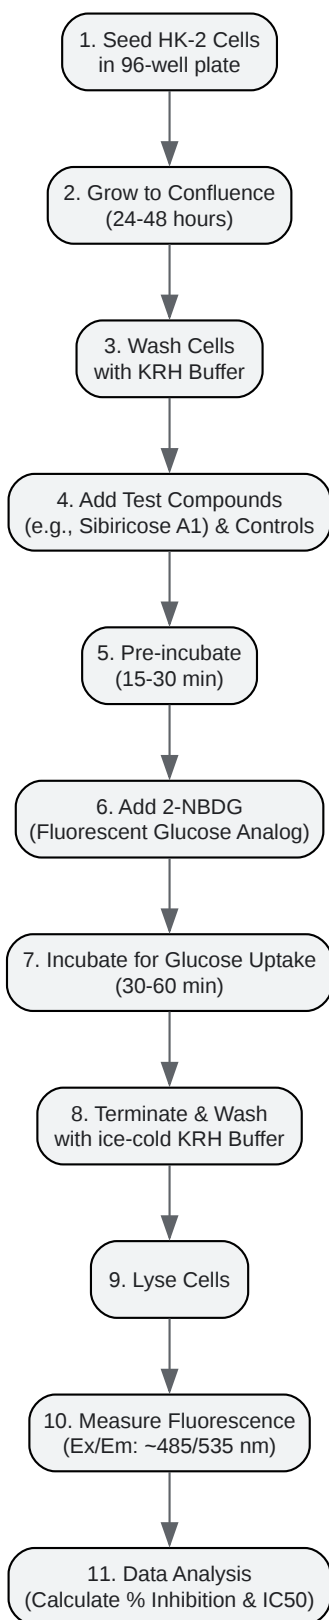 1. Seed HK-2 Cells
in 96-well plate
2. Grow to Confluence
(24-48 hours)
3. Wash Cells
with KRH Buffer
4. Add Test Compounds
(e.g., Sibiricose A1) & Controls
5. Pre-incubate
(15-30 min)
6. Add 2-NBDG
(Fluorescent Glucose Analog)
7. Incubate for Glucose Uptake
(30-60 min)
8. Terminate & Wash
with ice-cold KRH Buffer
9. Lyse Cells
10. Measure Fluorescence
(Ex/Em: ~485/535 nm)
11. Data Analysis
(Calculate % Inhibition & IC50)